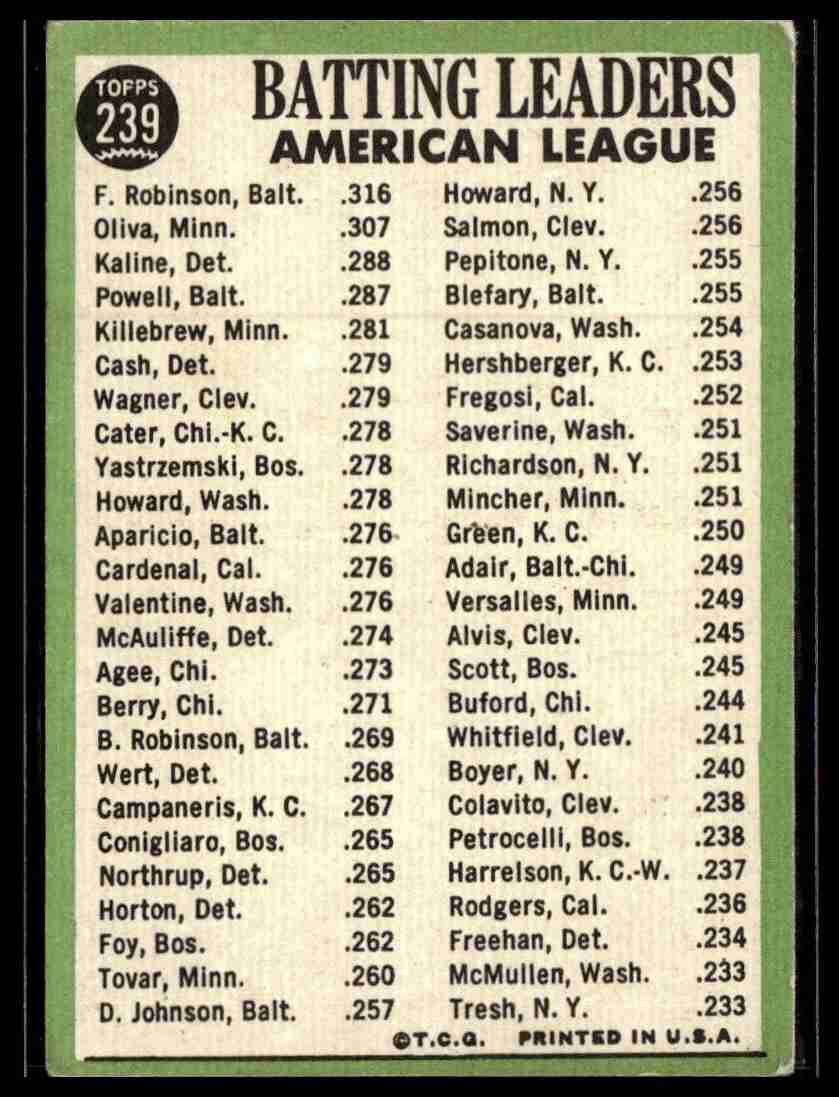 TOPPS
239
BATTING LEADERS
AMERICAN LEAGUE
F. Robinson, Balt. .316
Oliva, Minn. .307
Kaline, Det. .288
Powell, Balt. .287
Killebrew, Minn. .281
Cash, Det. .279
Wagner, Clev. .279
Cater, Chi.-K. C. .278
Yastrzemski, Bos. .278
Howard, Wash. .278
Aparicio, Balt. .276
Cardenal, Cal. .276
Valentine, Wash. .276
McAuliffe, Det. .274
Agee, Chi. .273
Berry, Chi. .271
B. Robinson, Balt. .269
Wert, Det. .268
Campaneris, K. C. .267
Conigliaro, Bos. .265
Northrup, Det. .265
Horton, Det. .262
Foy, Bos. .262
Tovar, Minn. .260
D. Johnson, Balt. .257
Howard, N. Y. .256
Salmon, Clev. .256
Pepitone, N. Y. .255
Blefary, Balt. .255
Casanova, Wash. .254
Hershberger, K. C. .253
Fregosi, Cal. .252
Saverine, Wash. .251
Richardson, N. Y. .251
Mincher, Minn. .251
Green, K. C. .250
Adair, Balt.-Chi. .249
Versalles, Minn. .249
Alvis, Clev. .245
Scott, Bos. .245
Buford, Chi. .244
Whitfield, Clev. .241
Boyer, N. Y. .240
Colavito, Clev. .238
Petrocelli, Bos. .238
Harrelson, K. C.-W. .237
Rodgers, Cal. .236
Freehan, Det. .234
McMullen, Wash. .233
Tresh, N. Y. .233
©T.C.G. PRINTED IN U.S.A.